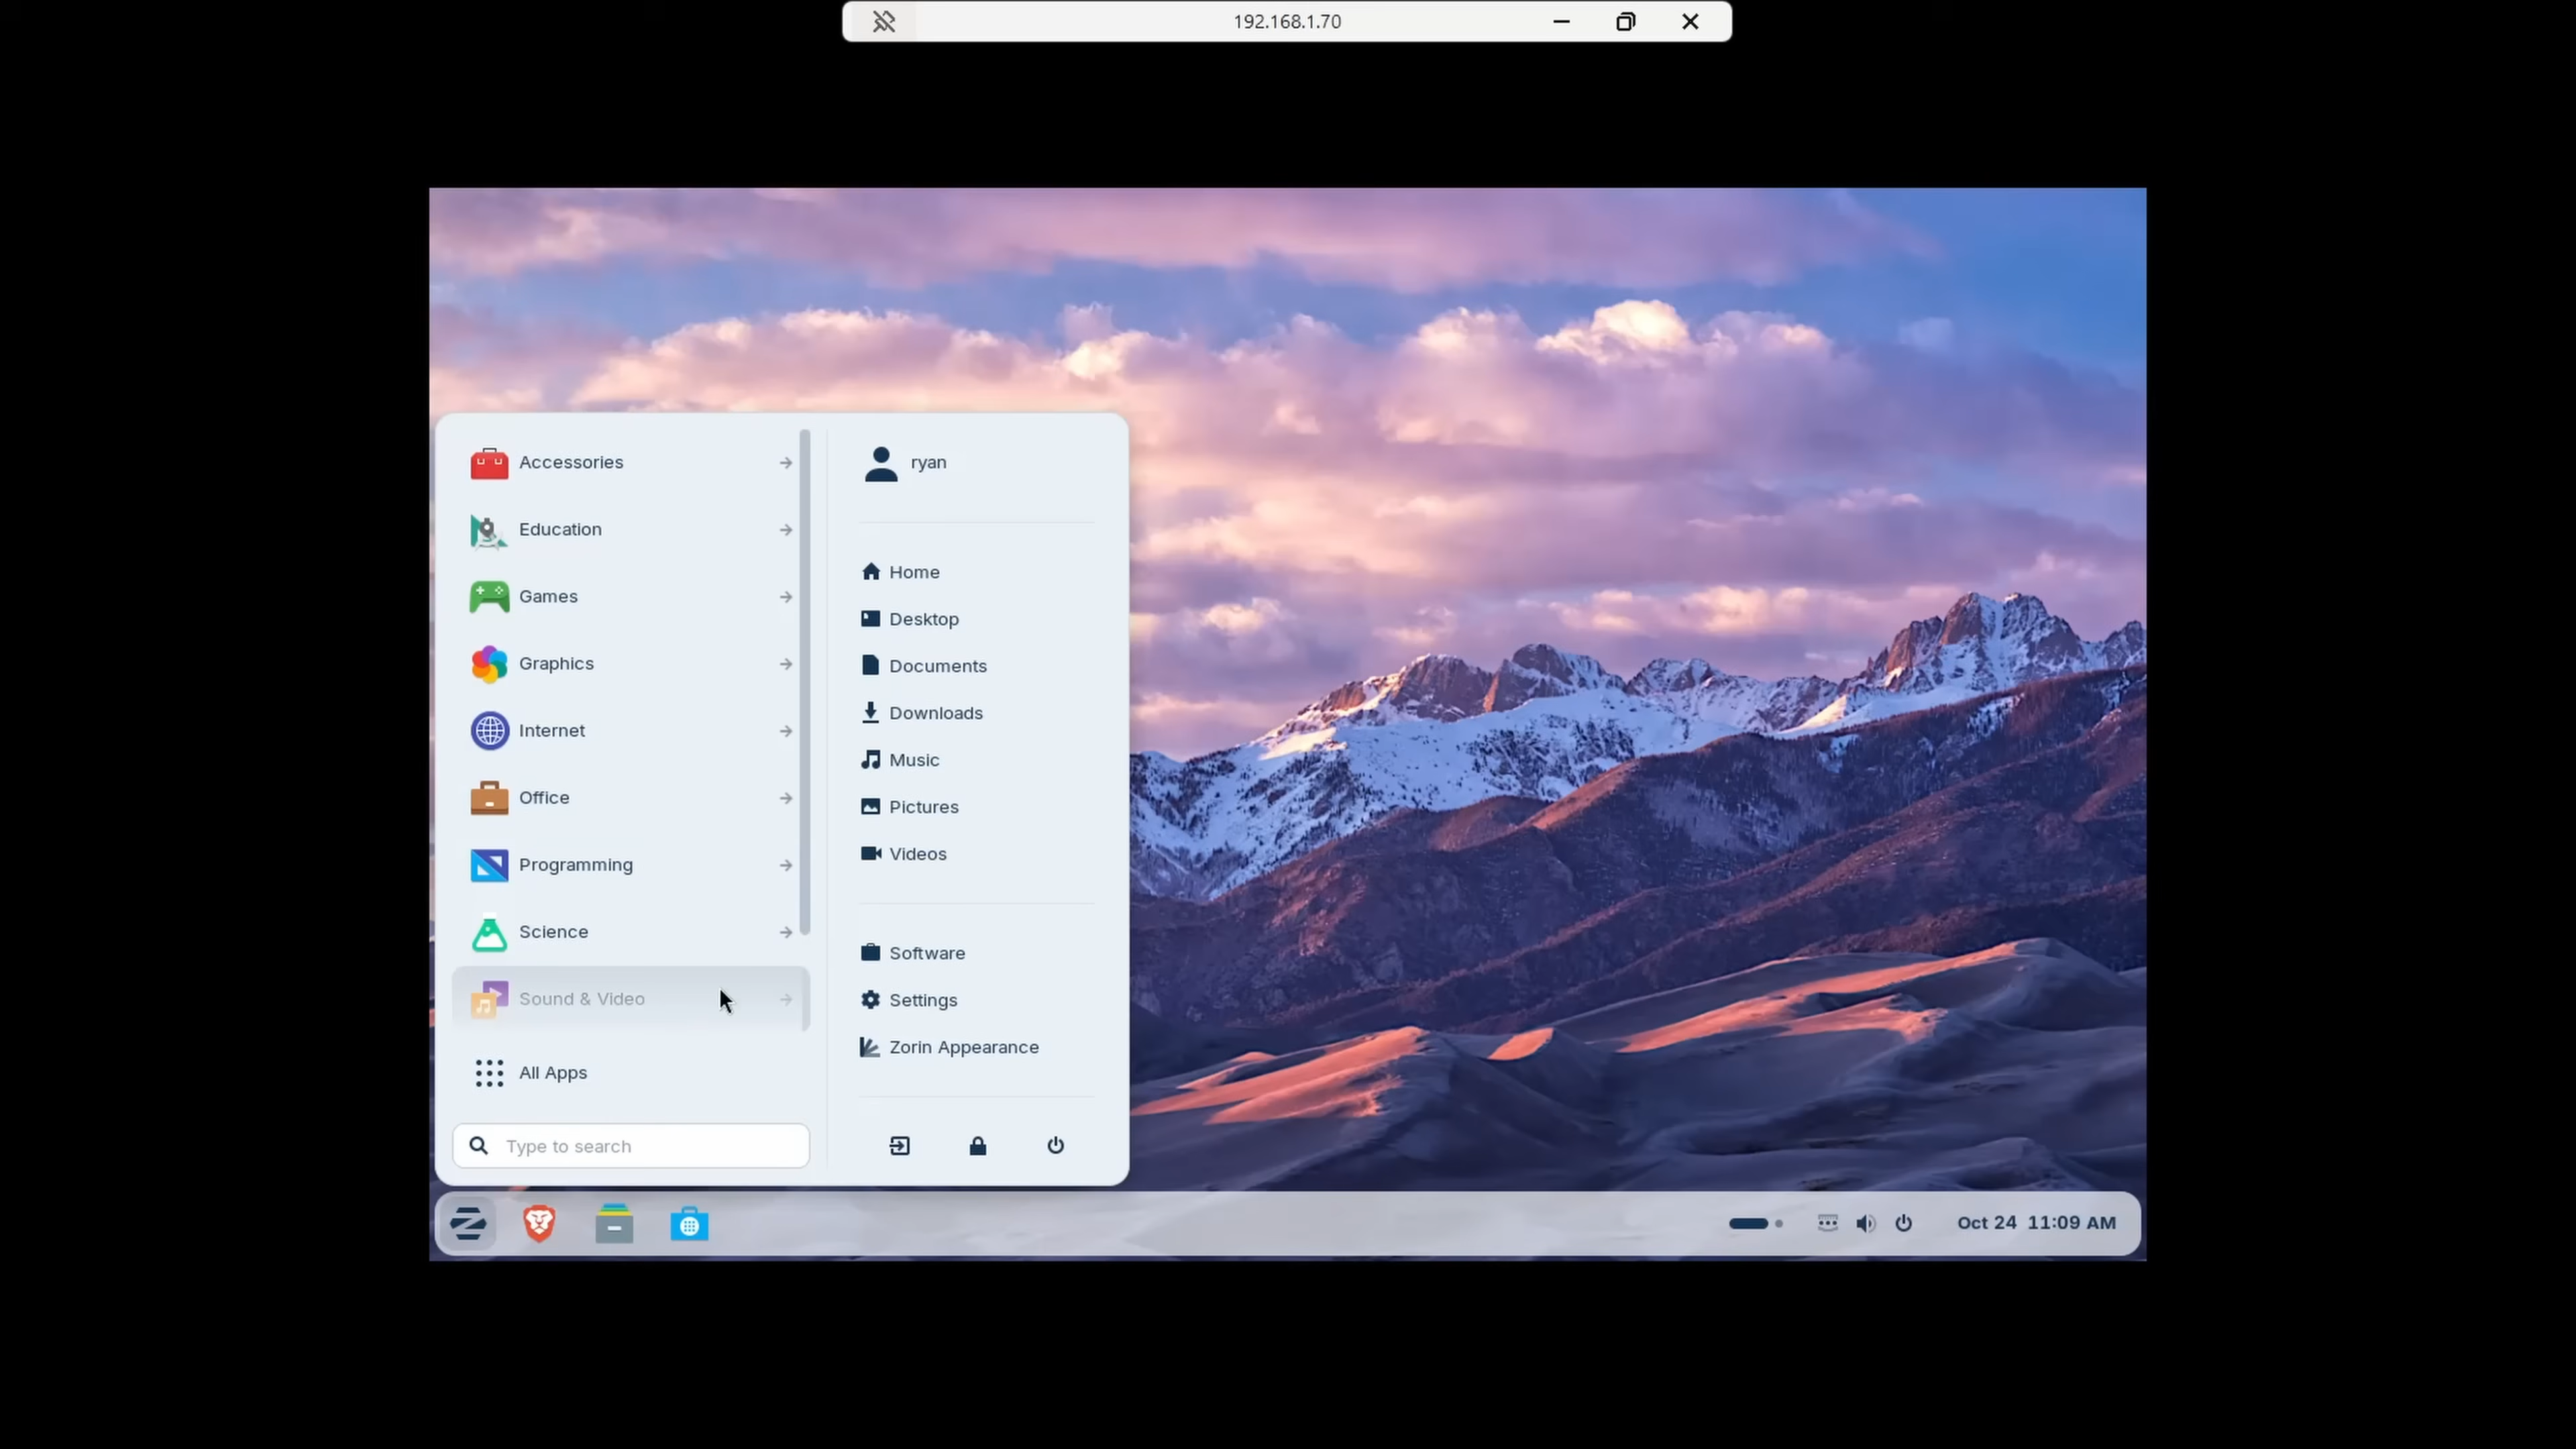 192.168.1.70
Accessories
Education
Games
Graphics
Internet
Office
Programming
Science
Sound & Video
All Apps
Type to search
ryan
Home
Desktop
Documents
Downloads
Music
Pictures
Videos
Software
Settings
Zorin Appearance
Oct 24 11:09 AM